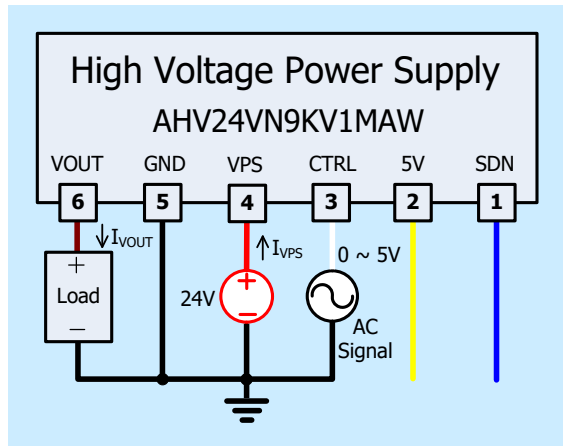 High Voltage Power Supply
AHV24VN9KV1MAW
VOUT GND VPS CTRL 5V SDN
6 5 4 3 2 1
↓IVOUT ↑IVPS 0 ~ 5V
+ +
Load 24V
— —
AC
Signal